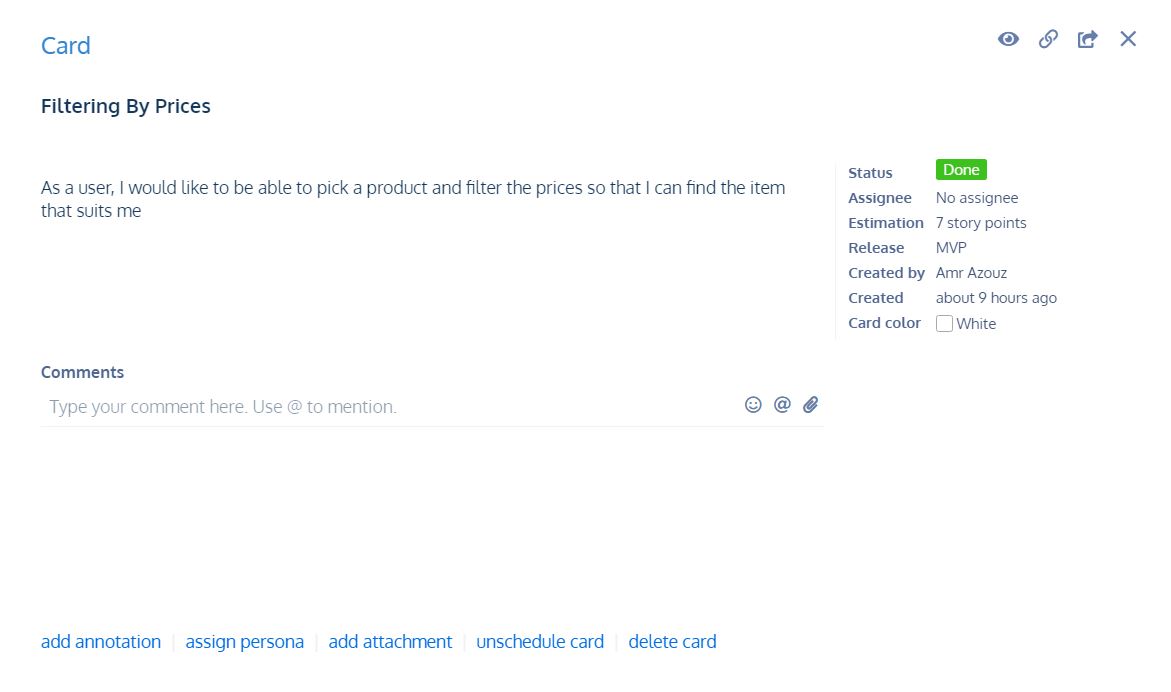 Card
Filtering By Prices
As a user, I would like to be able to pick a product and filter the prices so that I can find the item
that suits me
Status Done
Assignee No assignee
Estimation 7 story points
Release MVP
Created by Amr Azouz
Created about 9 hours ago
Card color White
Comments
Type your comment here. Use @ to mention.
add annotation | assign persona | add attachment | unschedule card | delete card